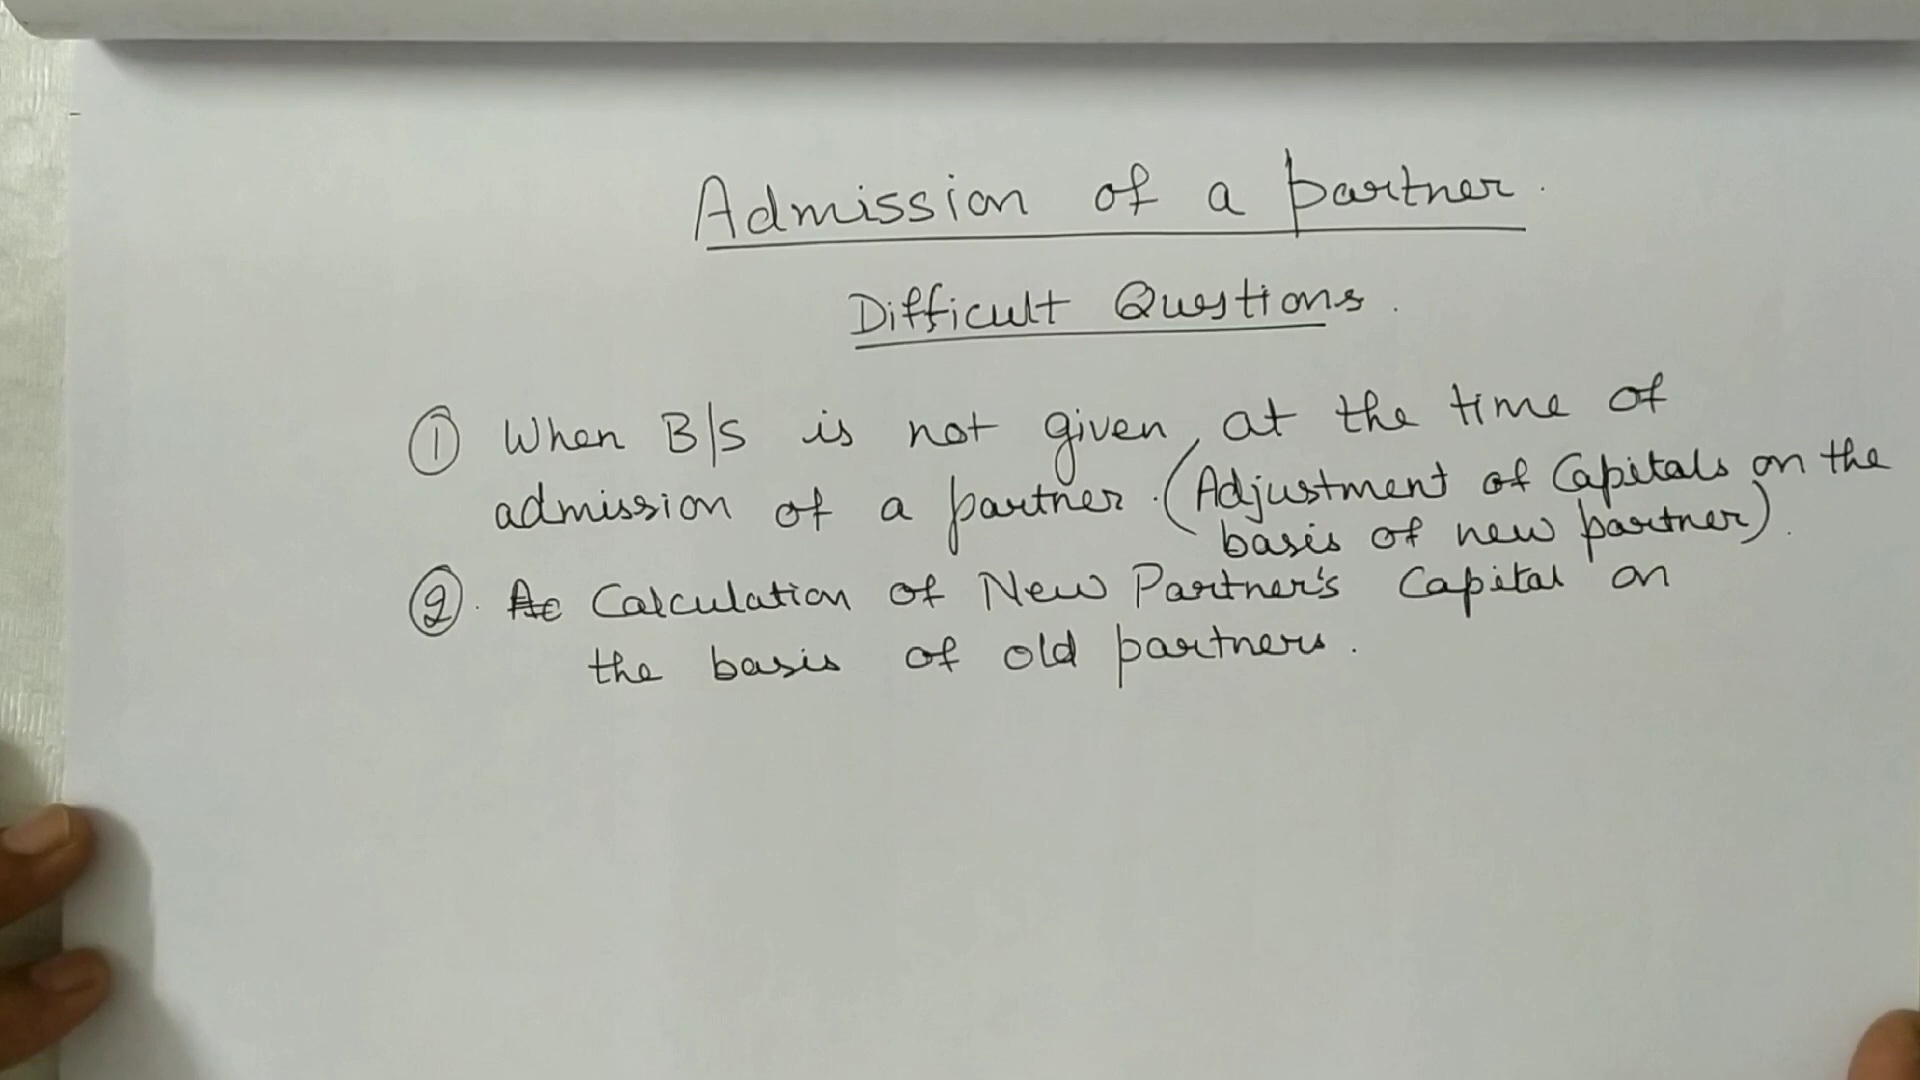 Admission of a partner.
Difficult Questions.
① When B/S is not given, at the time of
admission of a partner. (Adjustment of Capitals on the
basis of new partner).
②. Ac Calculation of New Partner's Capital on
the basis of old partners.